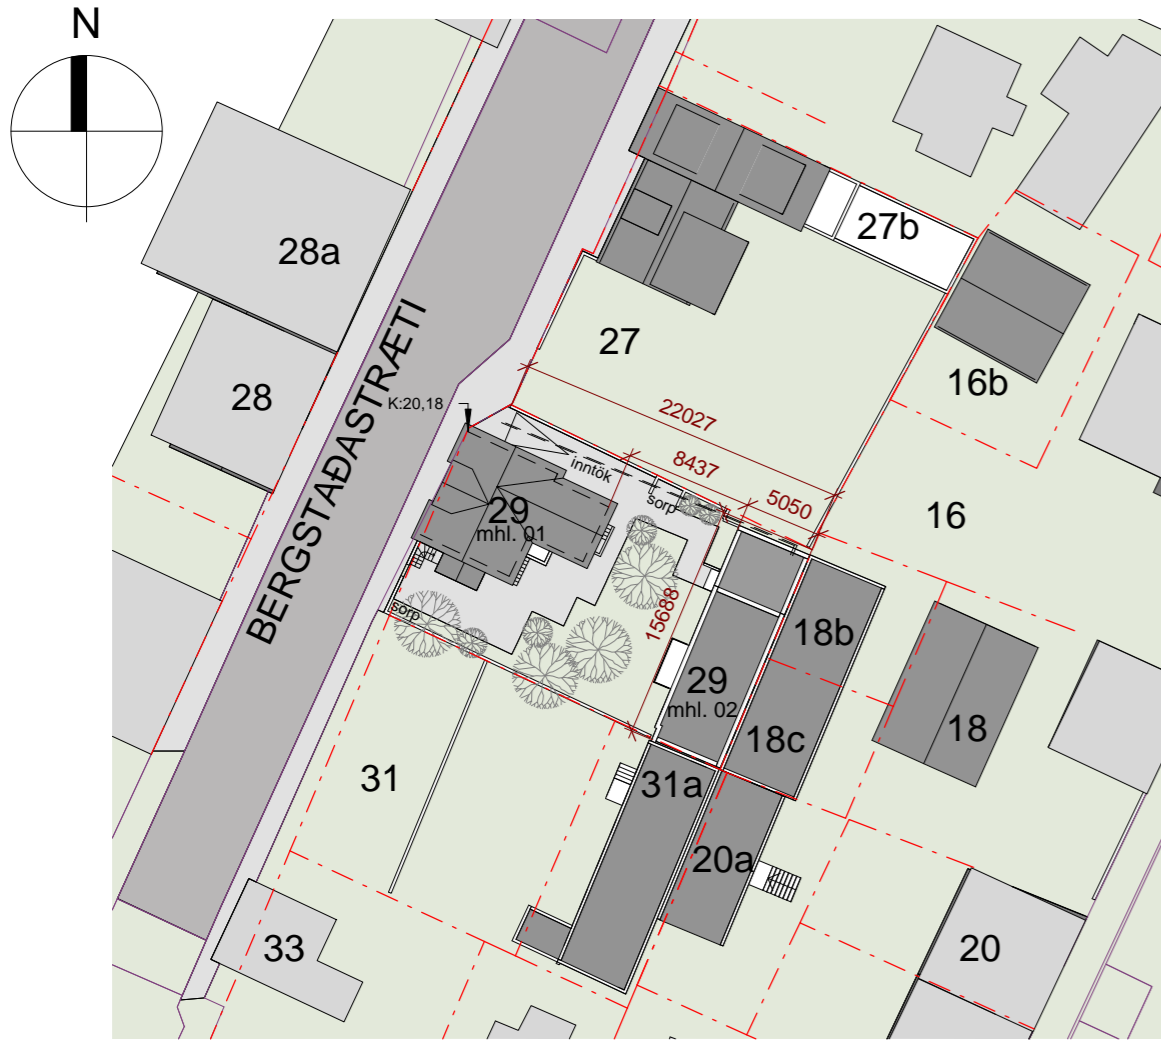 N
28a
27b
28
27
16b
BERGSTAÐASTRÆTI
K:20,18
22027
8437
5050
inntök
sorp
29
mhl. 01
16
15688
sorp
18b
29
mhl. 02
18c
18
31
31a
20a
33
20